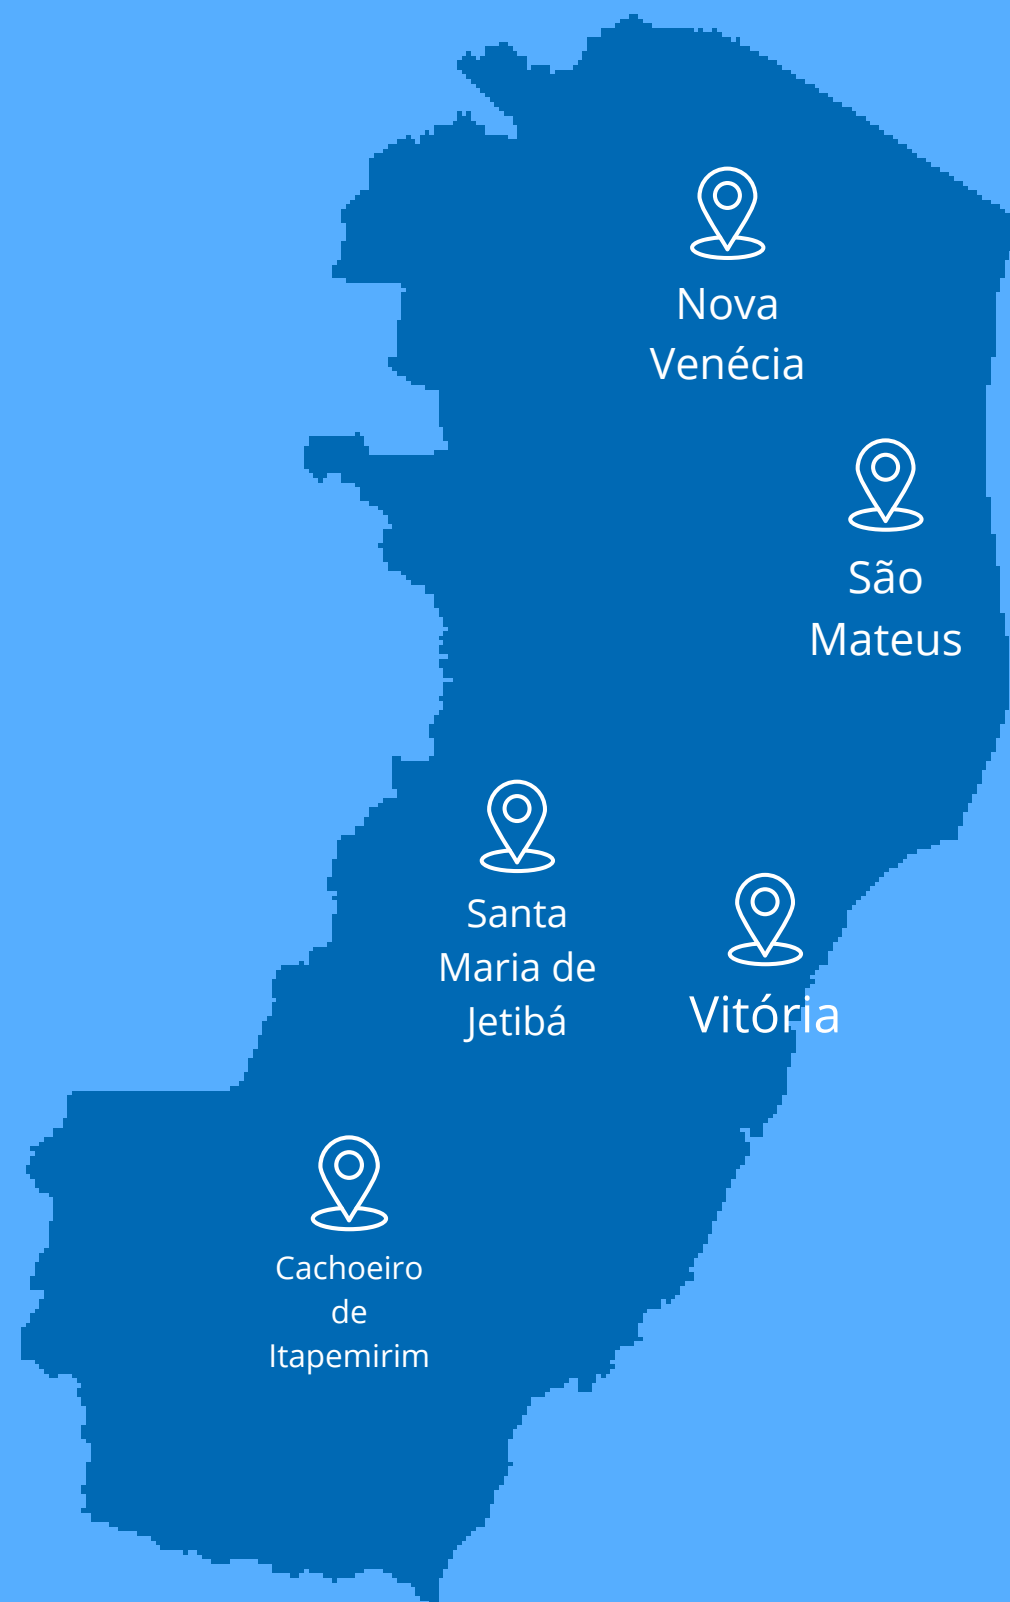 Nova
Venécia
São
Mateus
Santa
Maria de
Jetibá
Vitória
Cachoeiro
de
Itapemirim